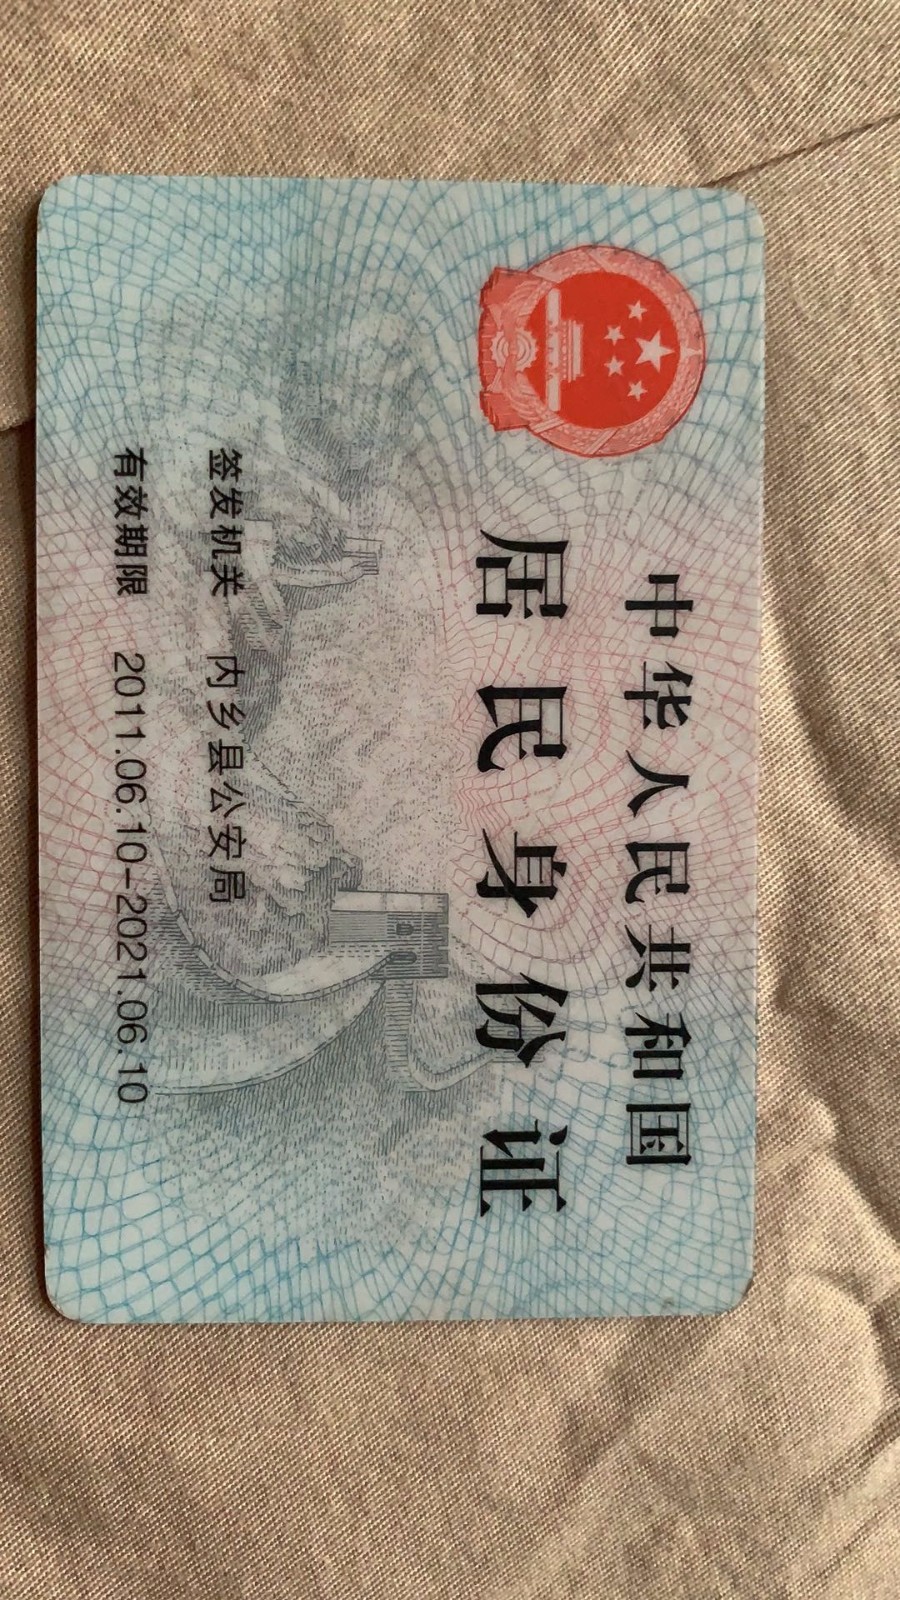 中华人民共和国
居民身份证
签发机关 内乡县公安局
有效期限 2011.06.10-2021.06.10